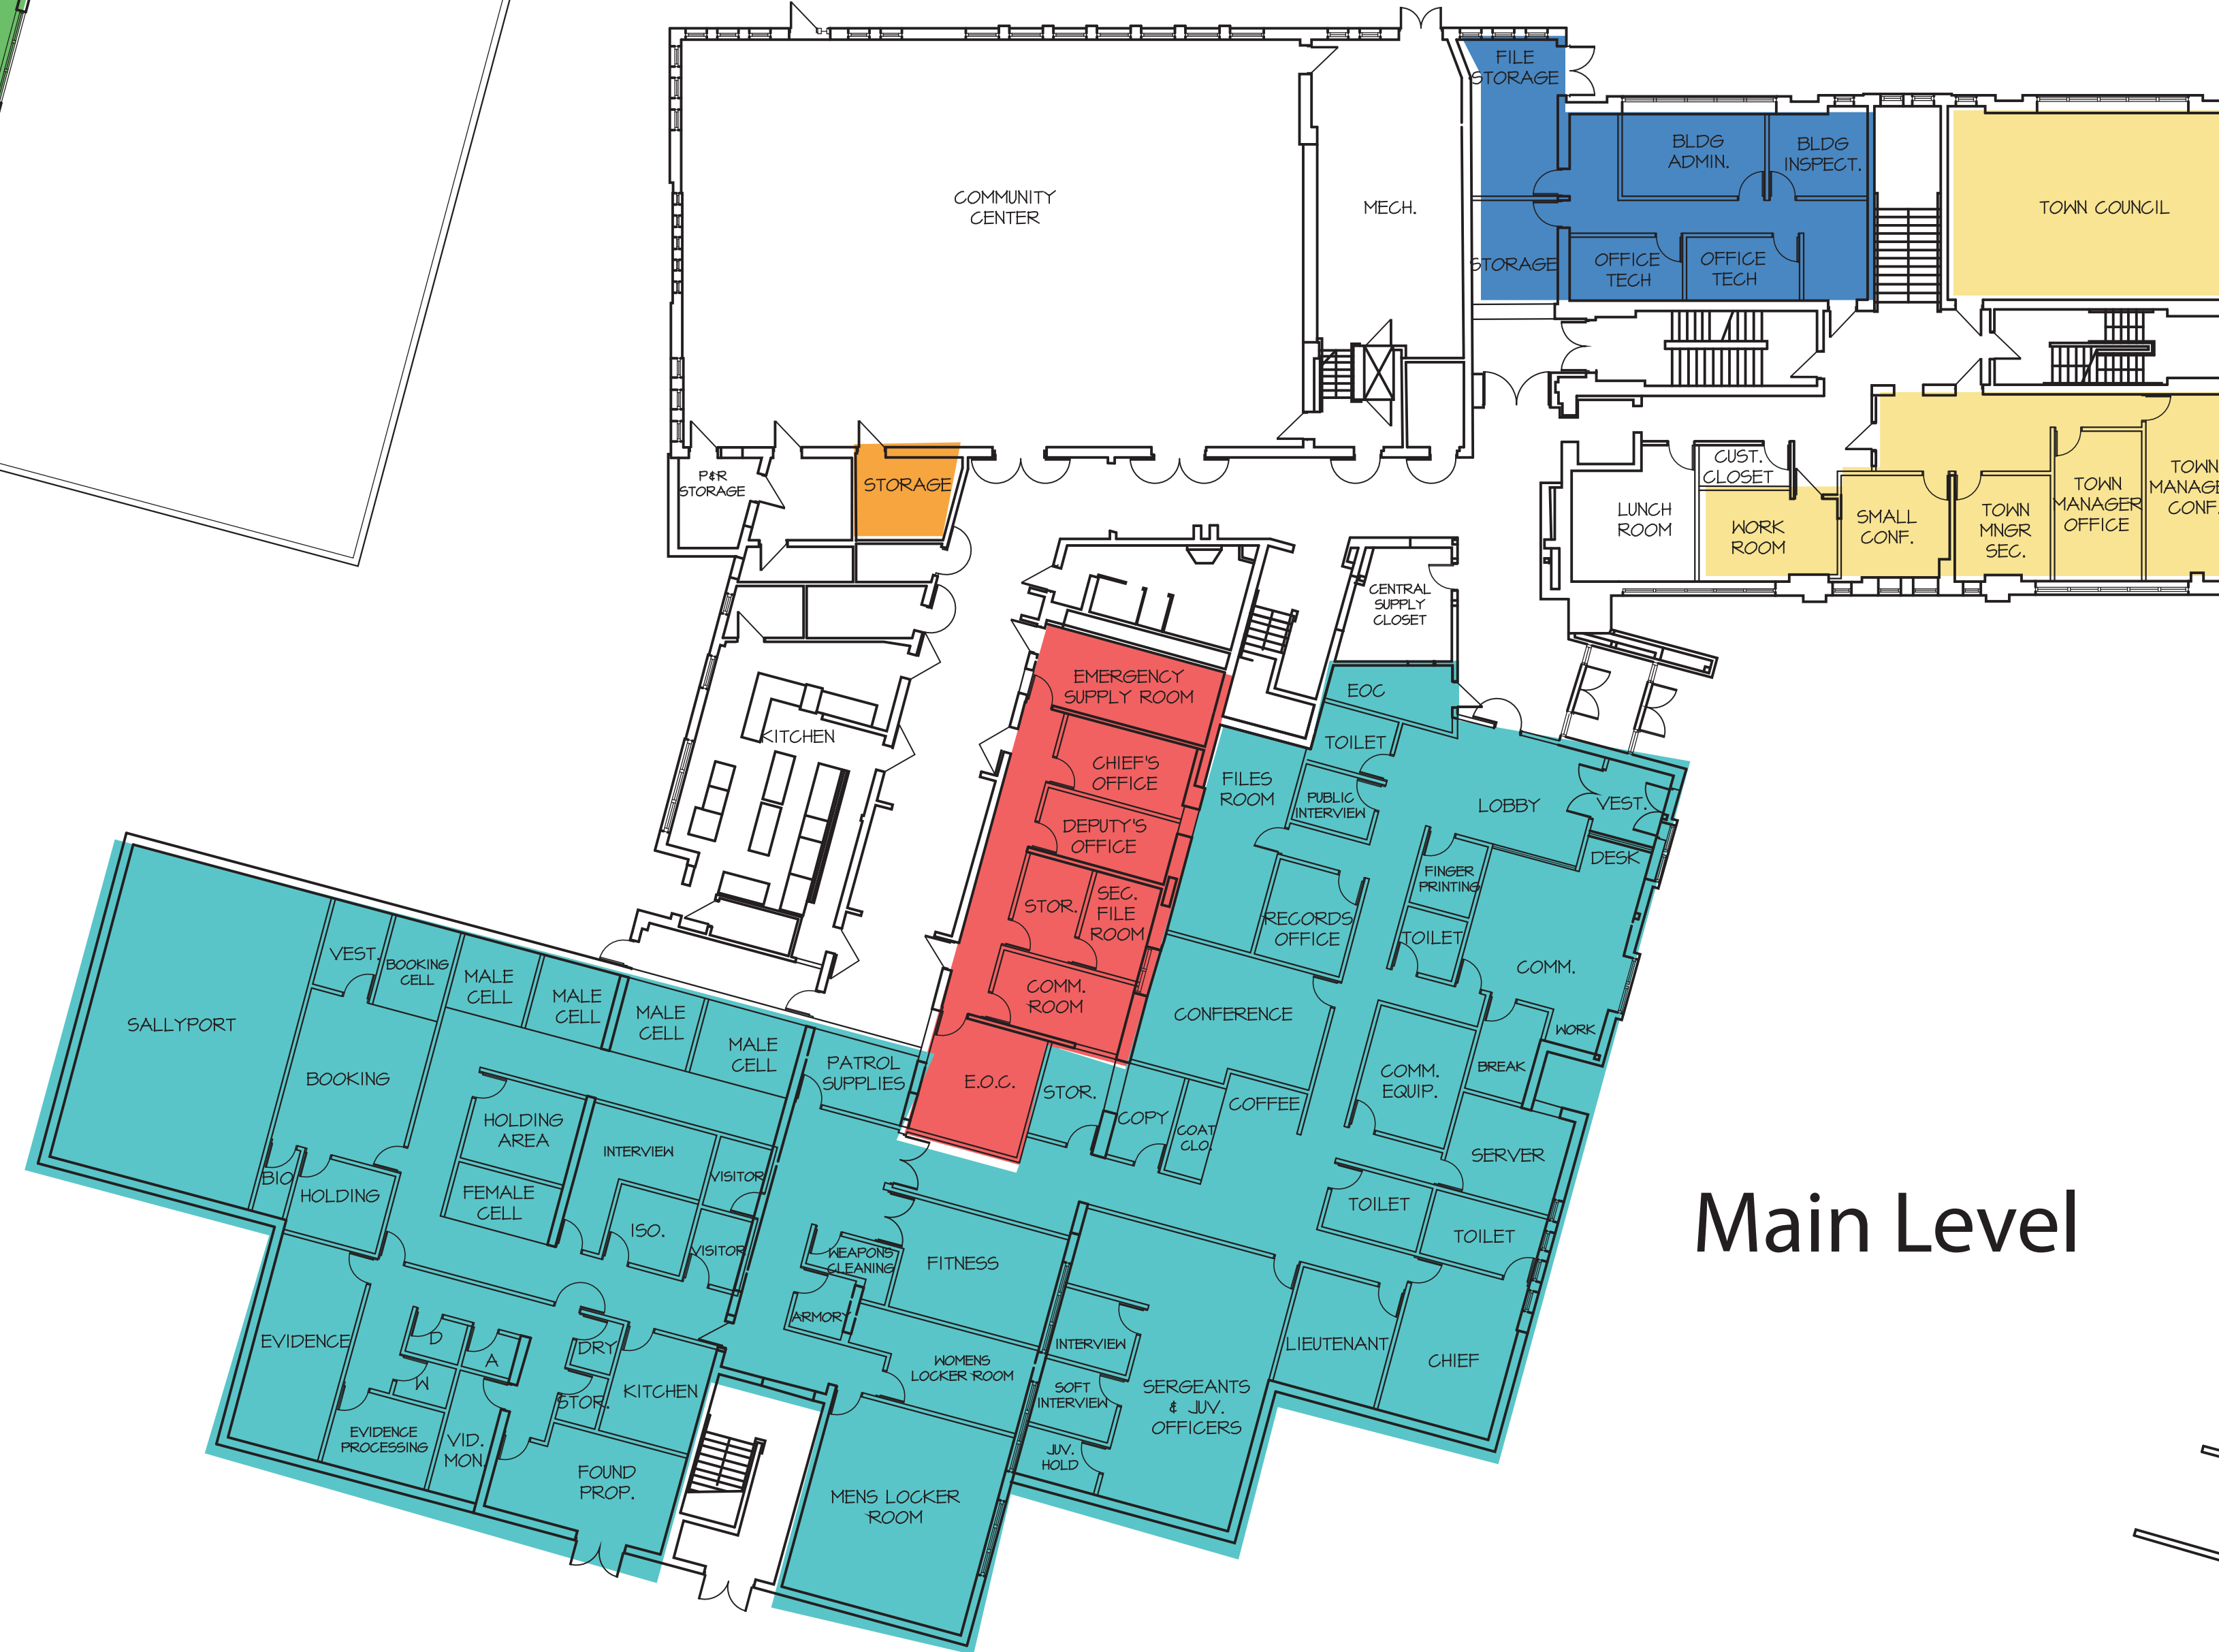 FILE
STORAGE
BLDG
ADMIN.
BLDG
INSPECT.
COMMUNITY
CENTER
MECH.
TOWN COUNCIL
STORAGE
OFFICE
TECH
OFFICE
TECH
P&R
STORAGE
STORAGE
CUST.
CLOSET
LUNCH
ROOM
WORK
ROOM
SMALL
CONF.
TOWN
MNGR
SEC.
TOWN
MANAGER
OFFICE
TOWN
MANAGE
CONF.
CENTRAL
SUPPLY
CLOSET
EMERGENCY
SUPPLY ROOM
EOC
KITCHEN
TOILET
CHIEF'S
OFFICE
FILES
ROOM
PUBLIC
INTERVIEW
LOBBY
VEST.
DEPUTY'S
OFFICE
DESK
FINGER
PRINTING
STOR.
SEC.
FILE
ROOM
RECORDS
OFFICE
TOILET
VEST.
BOOKING
CELL
MALE
CELL
MALE
CELL
MALE
CELL
MALE
CELL
COMM.
ROOM
COMM.
SALLYPORT
CONFERENCE
WORK
BOOKING
PATROL
SUPPLIES
E.O.C.
STOR.
COMM.
EQUIP.
BREAK
COPY
COFFEE
COAT
CLO.
HOLDING
AREA
INTERVIEW
SERVER
BIO
HOLDING
FEMALE
CELL
VISITOR
ISO.
VISITOR
TOILET
TOILET
Main Level
WEAPONS
CLEANING
FITNESS
ARMORY
EVIDENCE
D
A
W
DRY
STOR.
KITCHEN
WOMENS
LOCKER ROOM
INTERVIEW
LIEUTENANT
CHIEF
SOFT
INTERVIEW
SERGEANTS
& JUV.
OFFICERS
EVIDENCE
PROCESSING
VID.
MON.
JUV.
HOLD
FOUND
PROP.
MENS LOCKER
ROOM